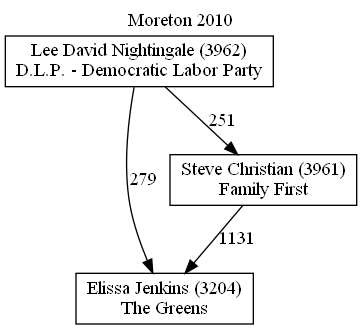 Moreton 2010
Lee David Nightingale (3962)
D.L.P. - Democratic Labor Party
251
Steve Christian (3961)
Family First
279
1131
Elissa Jenkins (3204)
The Greens